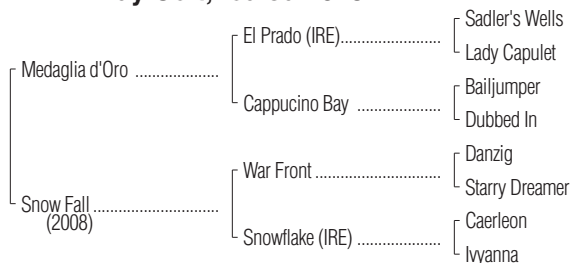 Sadler's Wells
El Prado (IRE)....................
Lady Capulet
Medaglia d'Oro .................
Bailjumper
Cappucino Bay .................
Dubbed In
Danzig
War Front .........................
Starry Dreamer
Snow Fall .........................
(2008)
Caerleon
Snowflake (IRE) .................
Ivyanna